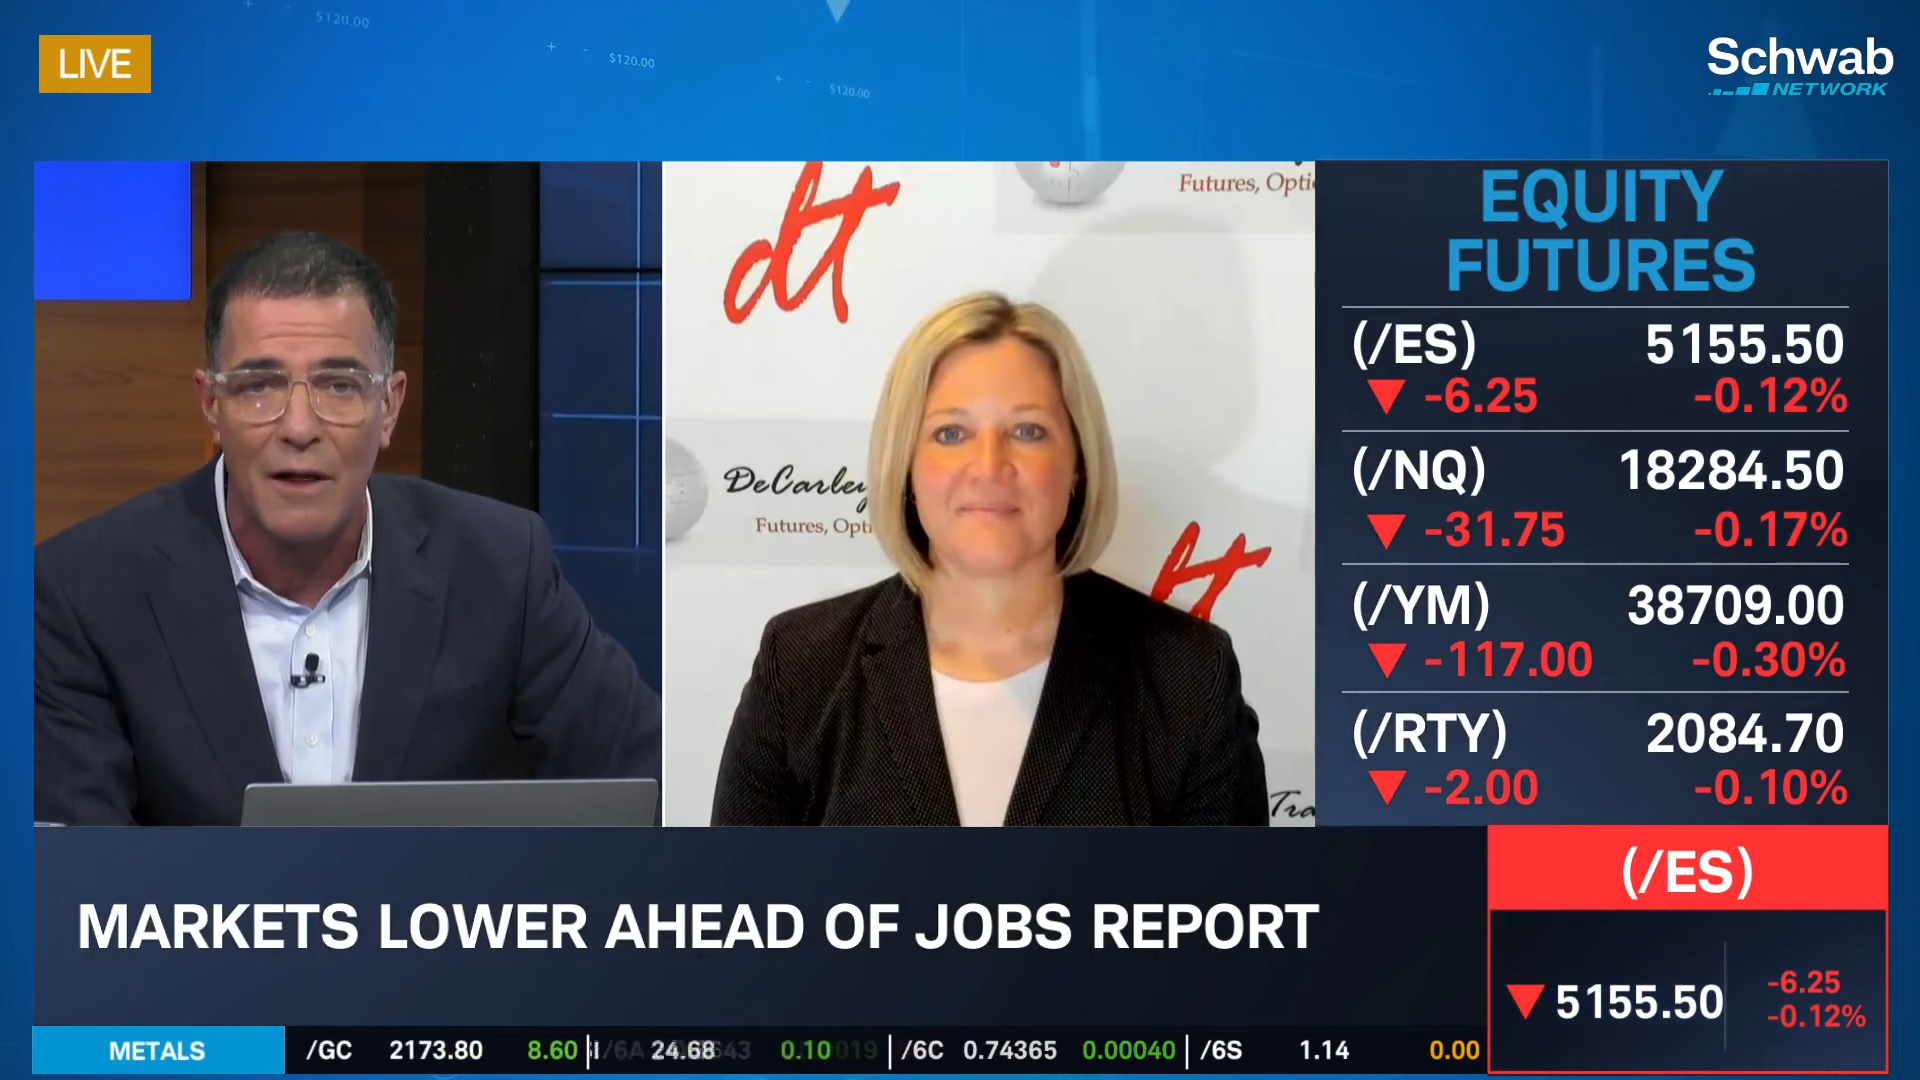 $120.00
$120.00
$120.00
LIVE
Schwab
NETWORK
dt
Futures, Opti
DeCarley
Futures, Opt
dt
Tra
EQUITY
FUTURES
(/ES) 5155.50
-6.25 -0.12%
(/NQ) 18284.50
-31.75 -0.17%
(/YM) 38709.00
-117.00 -0.30%
(/RTY) 2084.70
-2.00 -0.10%
MARKETS LOWER AHEAD OF JOBS REPORT
(/ES)
5155.50
-6.25
-0.12%
METALS /GC 2173.80 8.60 24.68 0.10 /6C 0.74365 0.00040 /6S 1.14 0.00